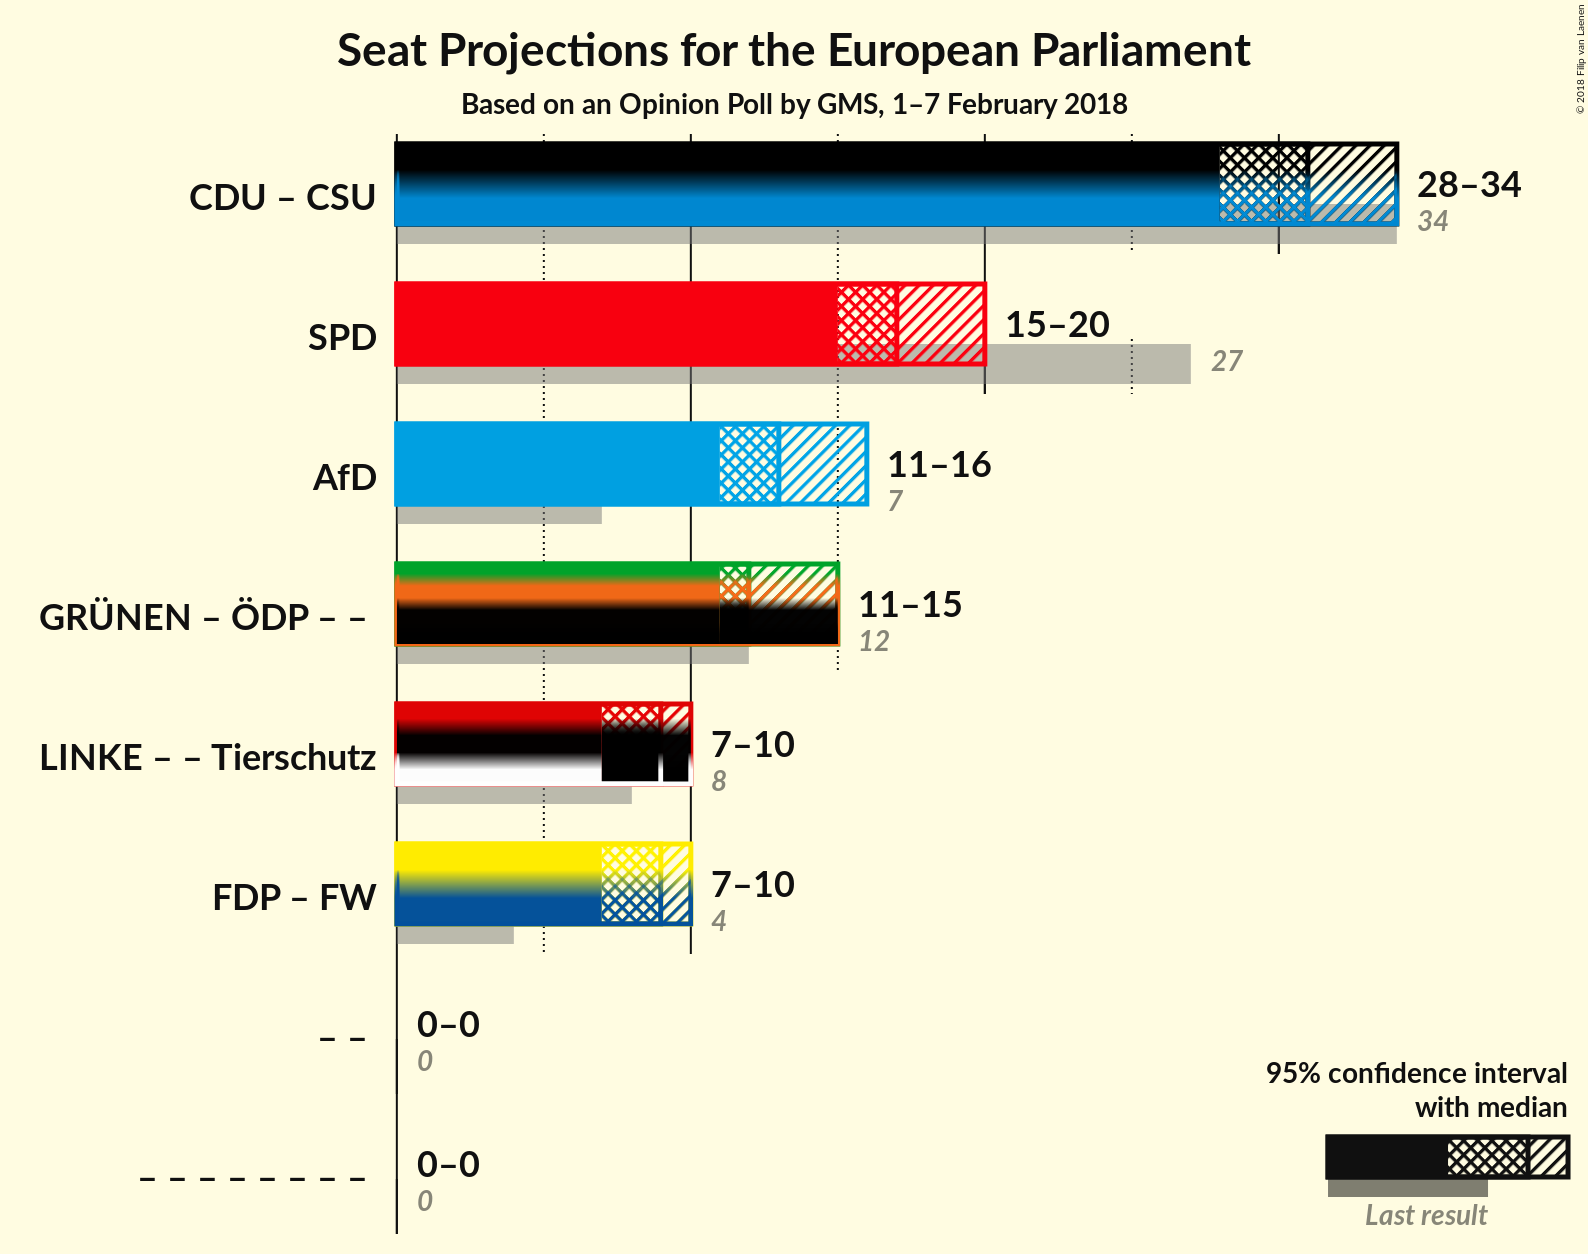 Seat Projections for the European Parliament
Based on an Opinion Poll by GMS, 1–7 February 2018
© 2018 Filip van Laenen
CDU – CSU
28–34
34
SPD
15–20
27
AfD
11–16
7
GRÜNEN – ÖDP – –
11–15
12
LINKE – – Tierschutz
7–10
8
FDP – FW
7–10
4
– –
0–0
0
– – – – – – – –
0–0
0
95% confidence interval
with median
Last result